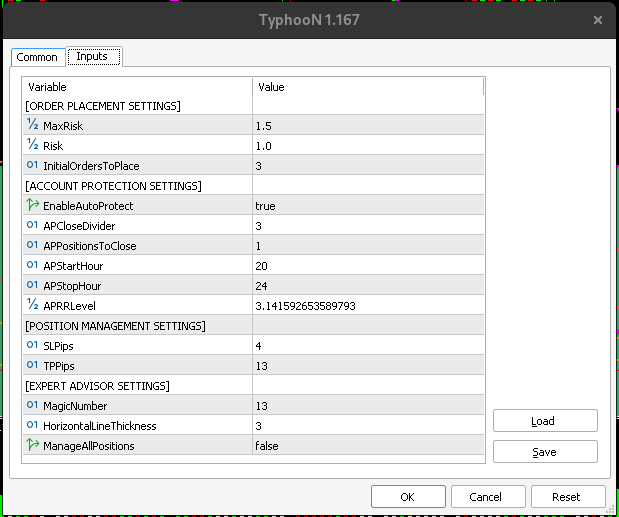 TyphooN 1.167
Common Inputs
Variable Value
[ORDER PLACEMENT SETTINGS]
½ MaxRisk 1.5
½ Risk 1.0
01 InitialOrdersToPlace 3
[ACCOUNT PROTECTION SETTINGS]
EnableAutoProtect true
01 APCloseDivider 3
01 APPositionsToClose 1
01 APStartHour 20
01 APStopHour 24
½ APRRLevel 3.141592653589793
[POSITION MANAGEMENT SETTINGS]
01 SLPips 4
01 TPPips 13
[EXPERT ADVISOR SETTINGS]
01 MagicNumber 13
01 HorizontalLineThickness 3
ManageAllPositions false
Load
Save
OK Cancel Reset